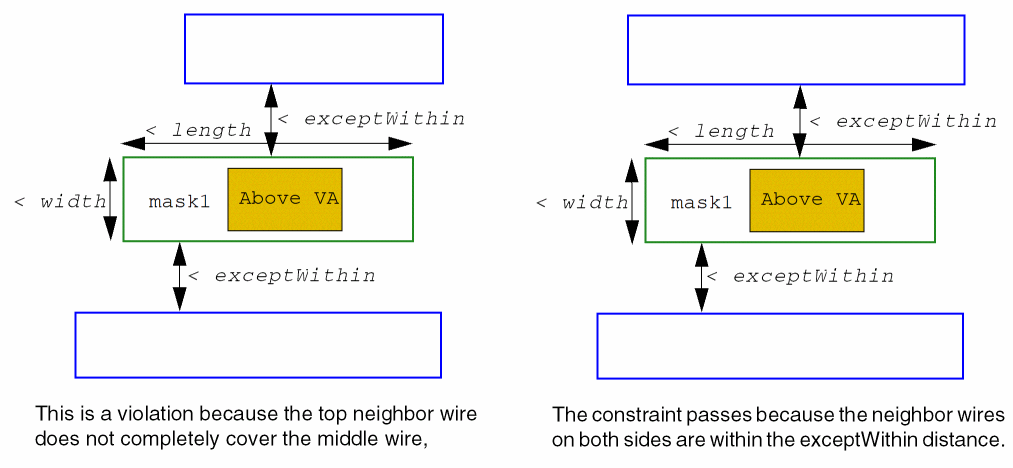 < exceptWithin
< length
< width
mask1
Above VA
< exceptWithin
This is a violation because the top neighbor wire
does not completely cover the middle wire,
< exceptWithin
< length
< width
mask1
Above VA
< exceptWithin
The constraint passes because the neighbor wires
on both sides are within the exceptWithin distance.